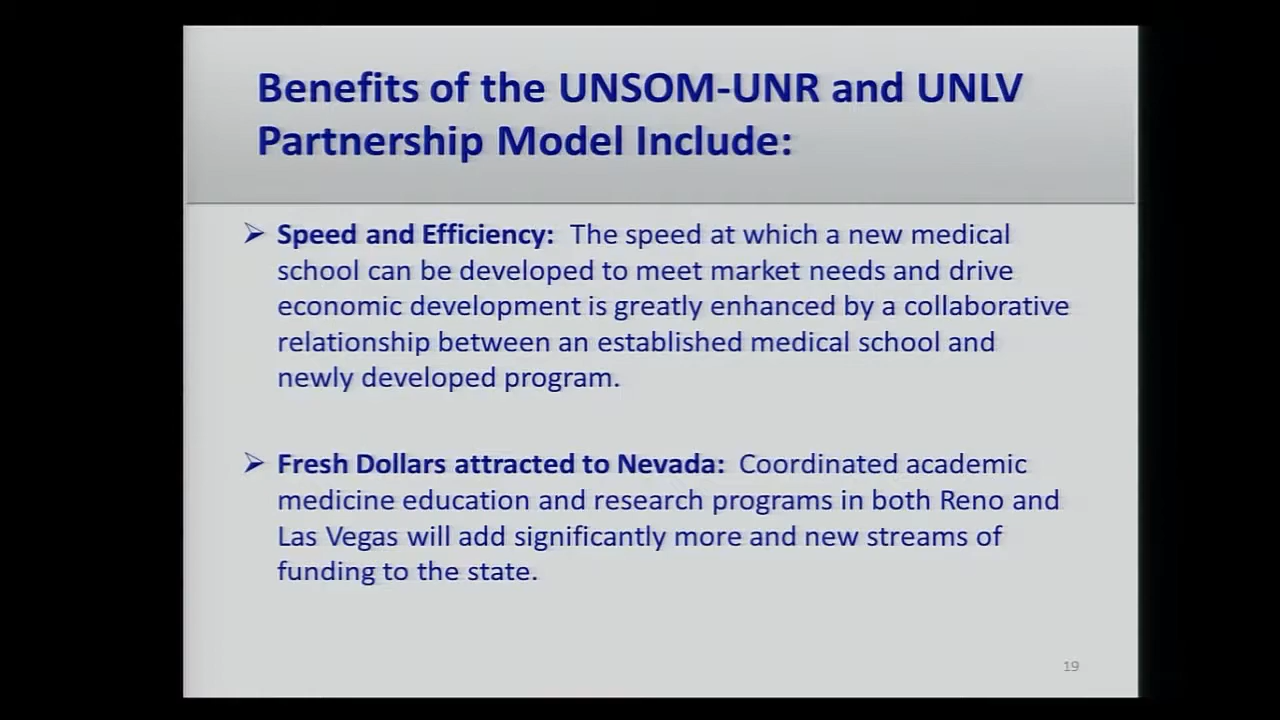 Benefits of the UNSOM-UNR and UNLV
Partnership Model Include:
➢ Speed and Efficiency: The speed at which a new medical
school can be developed to meet market needs and drive
economic development is greatly enhanced by a collaborative
relationship between an established medical school and
newly developed program.
➢ Fresh Dollars attracted to Nevada: Coordinated academic
medicine education and research programs in both Reno and
Las Vegas will add significantly more and new streams of
funding to the state.
19